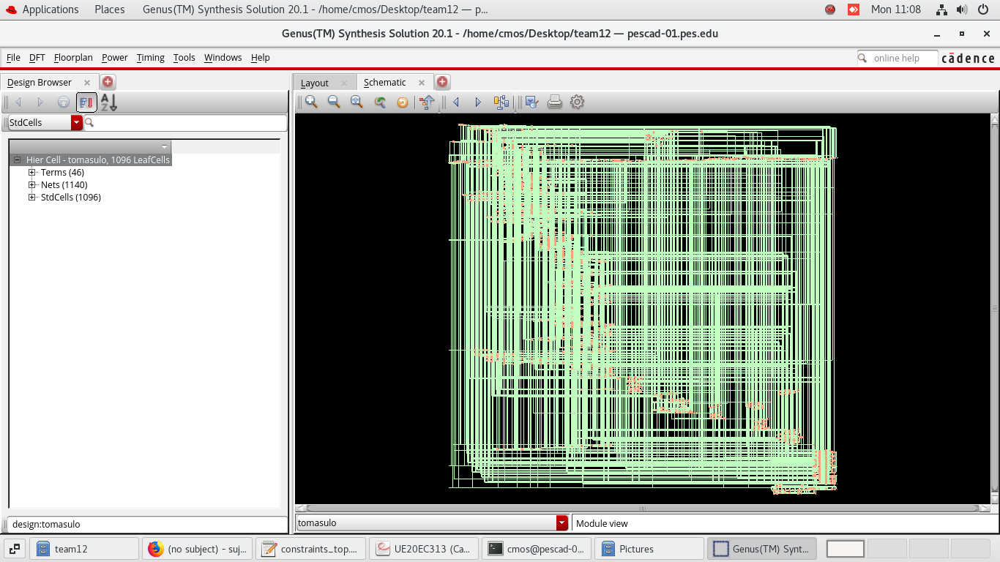 Applications Places Genus(TM) Synthesis Solution 20.1 - /home/cmos/Desktop/team12 — p... Mon 11:08
Genus(TM) Synthesis Solution 20.1 - /home/cmos/Desktop/team12 — pescad-01.pes.edu
File DFT Floorplan Power Timing Tools Windows Help online help cādence
Design Browser Layout Schematic
A
Z
StdCells
Hier Cell - tomasulo, 1096 LeafCells
Terms (46)
Nets (1140)
StdCells (1096)
design:tomasulo tomasulo Module view
team12 (no subject) - suj... constraints_top.... UE20EC313 (Ca... cmos@pescad-0... Pictures Genus(TM) Synt...